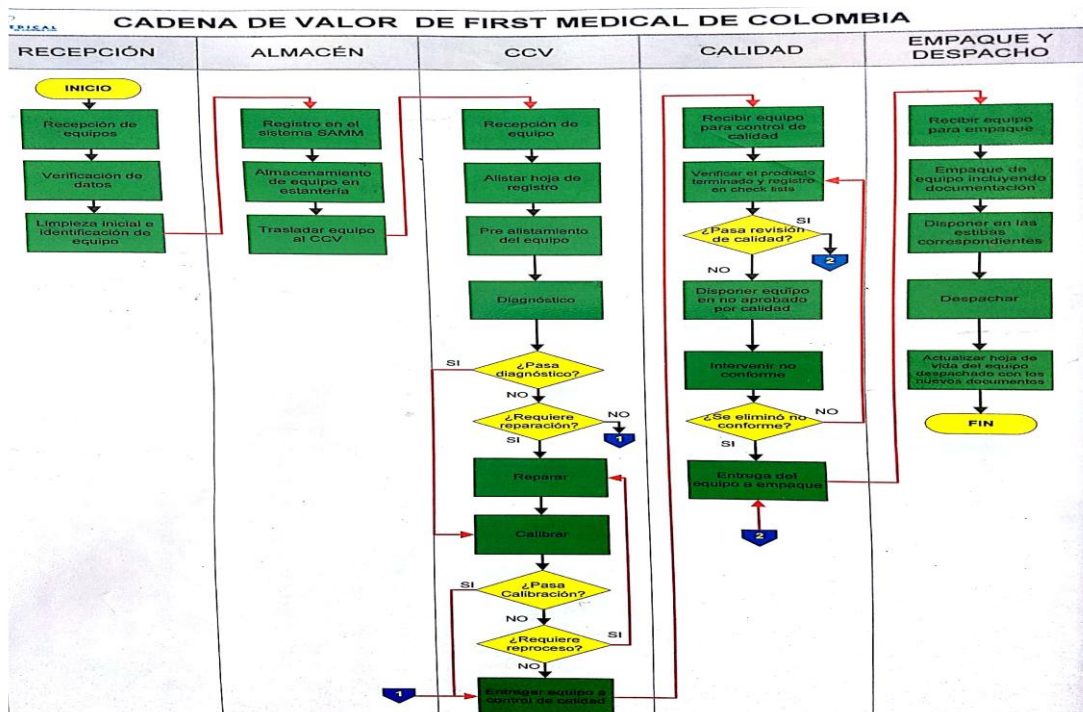 CADENA DE VALOR DE FIRST MEDICAL DE COLOMBIA
RECEPCIÓN
ALMACÉN
CCV
CALIDAD
EMPAQUE Y
DESPACHO
INICIO
Recepción de
equipos
Verificación de
datos
Limpieza inicial e
identificación de
equipo
Registro en el
sistema SAMM
Almacenamiento
de equipo en
estantería
Trasladar equipo
al CCV
Recepción de
equipo
Alistar hoja de
registro
Pre alistamiento
del equipo
Diagnóstico
SI
¿Pasa
diagnóstico?
NO
¿Requiere
reparación?
NO
1
SI
Reparar
Calibrar
SI
¿Pasa
Calibración?
NO
¿Requiere
reproceso?
SI
NO
1
Entregar equipo a
control de calidad
Recibir equipo
para control de
calidad
Verificar el producto
terminado y registro
en check lists
SI
¿Pasa revisión
de calidad?
2
NO
Disponer equipo
en no aprobado
por calidad
Intervenir no
conforme
¿Se eliminó no
conforme?
NO
SI
Entrega del
equipo a empaque
2
Recibir equipo
para empaque
Empaque de
equipo incluyendo
documentación
Disponer en las
estibas
correspondientes
Despachar
Actualizar hoja de
vida del equipo
despachado con los
nuevos documentos
FIN